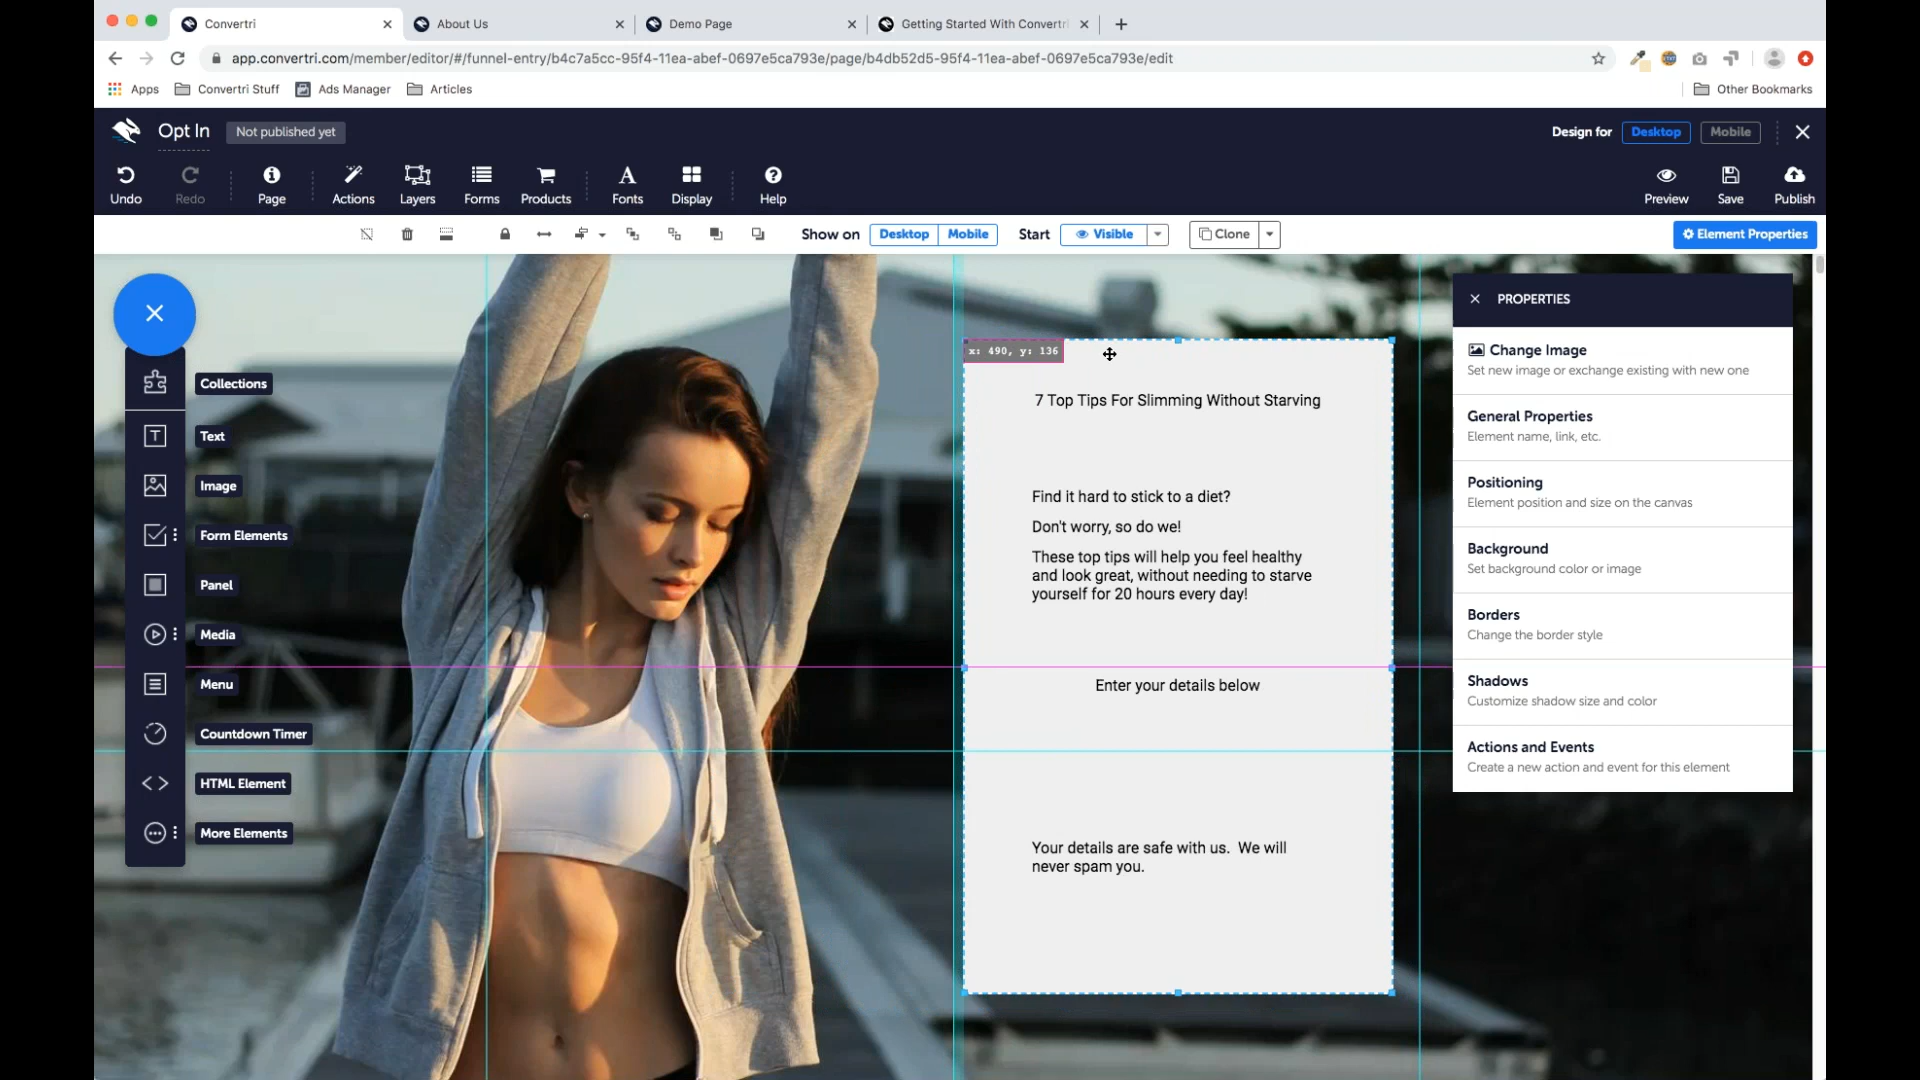 Convertri
About Us
Demo Page
Getting Started With Convertri
app.convertri.com/member/editor/#/funnel-entry/b4c7a5cc-95f4-11ea-abef-0697e5ca793e/page/b4db52d5-95f4-11ea-abef-0697e5ca793e/edit
Apps
Convertri Stuff
Ads Manager
Articles
Other Bookmarks
Opt In
Not published yet
Design for
Desktop
Mobile
Undo
Redo
Page
Actions
Layers
Forms
Products
Fonts
Display
Help
Preview
Save
Publish
Show on
Desktop
Mobile
Start
Visible
Clone
Element Properties
Collections
Text
Image
Form Elements
Panel
Media
Menu
Countdown Timer
HTML Element
More Elements
x: 490, y: 136
7 Top Tips For Slimming Without Starving
Find it hard to stick to a diet?
Don't worry, so do we!
These top tips will help you feel healthy
and look great, without needing to starve
yourself for 20 hours every day!
Enter your details below
Your details are safe with us.  We will
never spam you.
PROPERTIES
Change Image
Set new image or exchange existing with new one
General Properties
Element name, link, etc.
Positioning
Element position and size on the canvas
Background
Set background color or image
Borders
Change the border style
Shadows
Customize shadow size and color
Actions and Events
Create a new action and event for this element